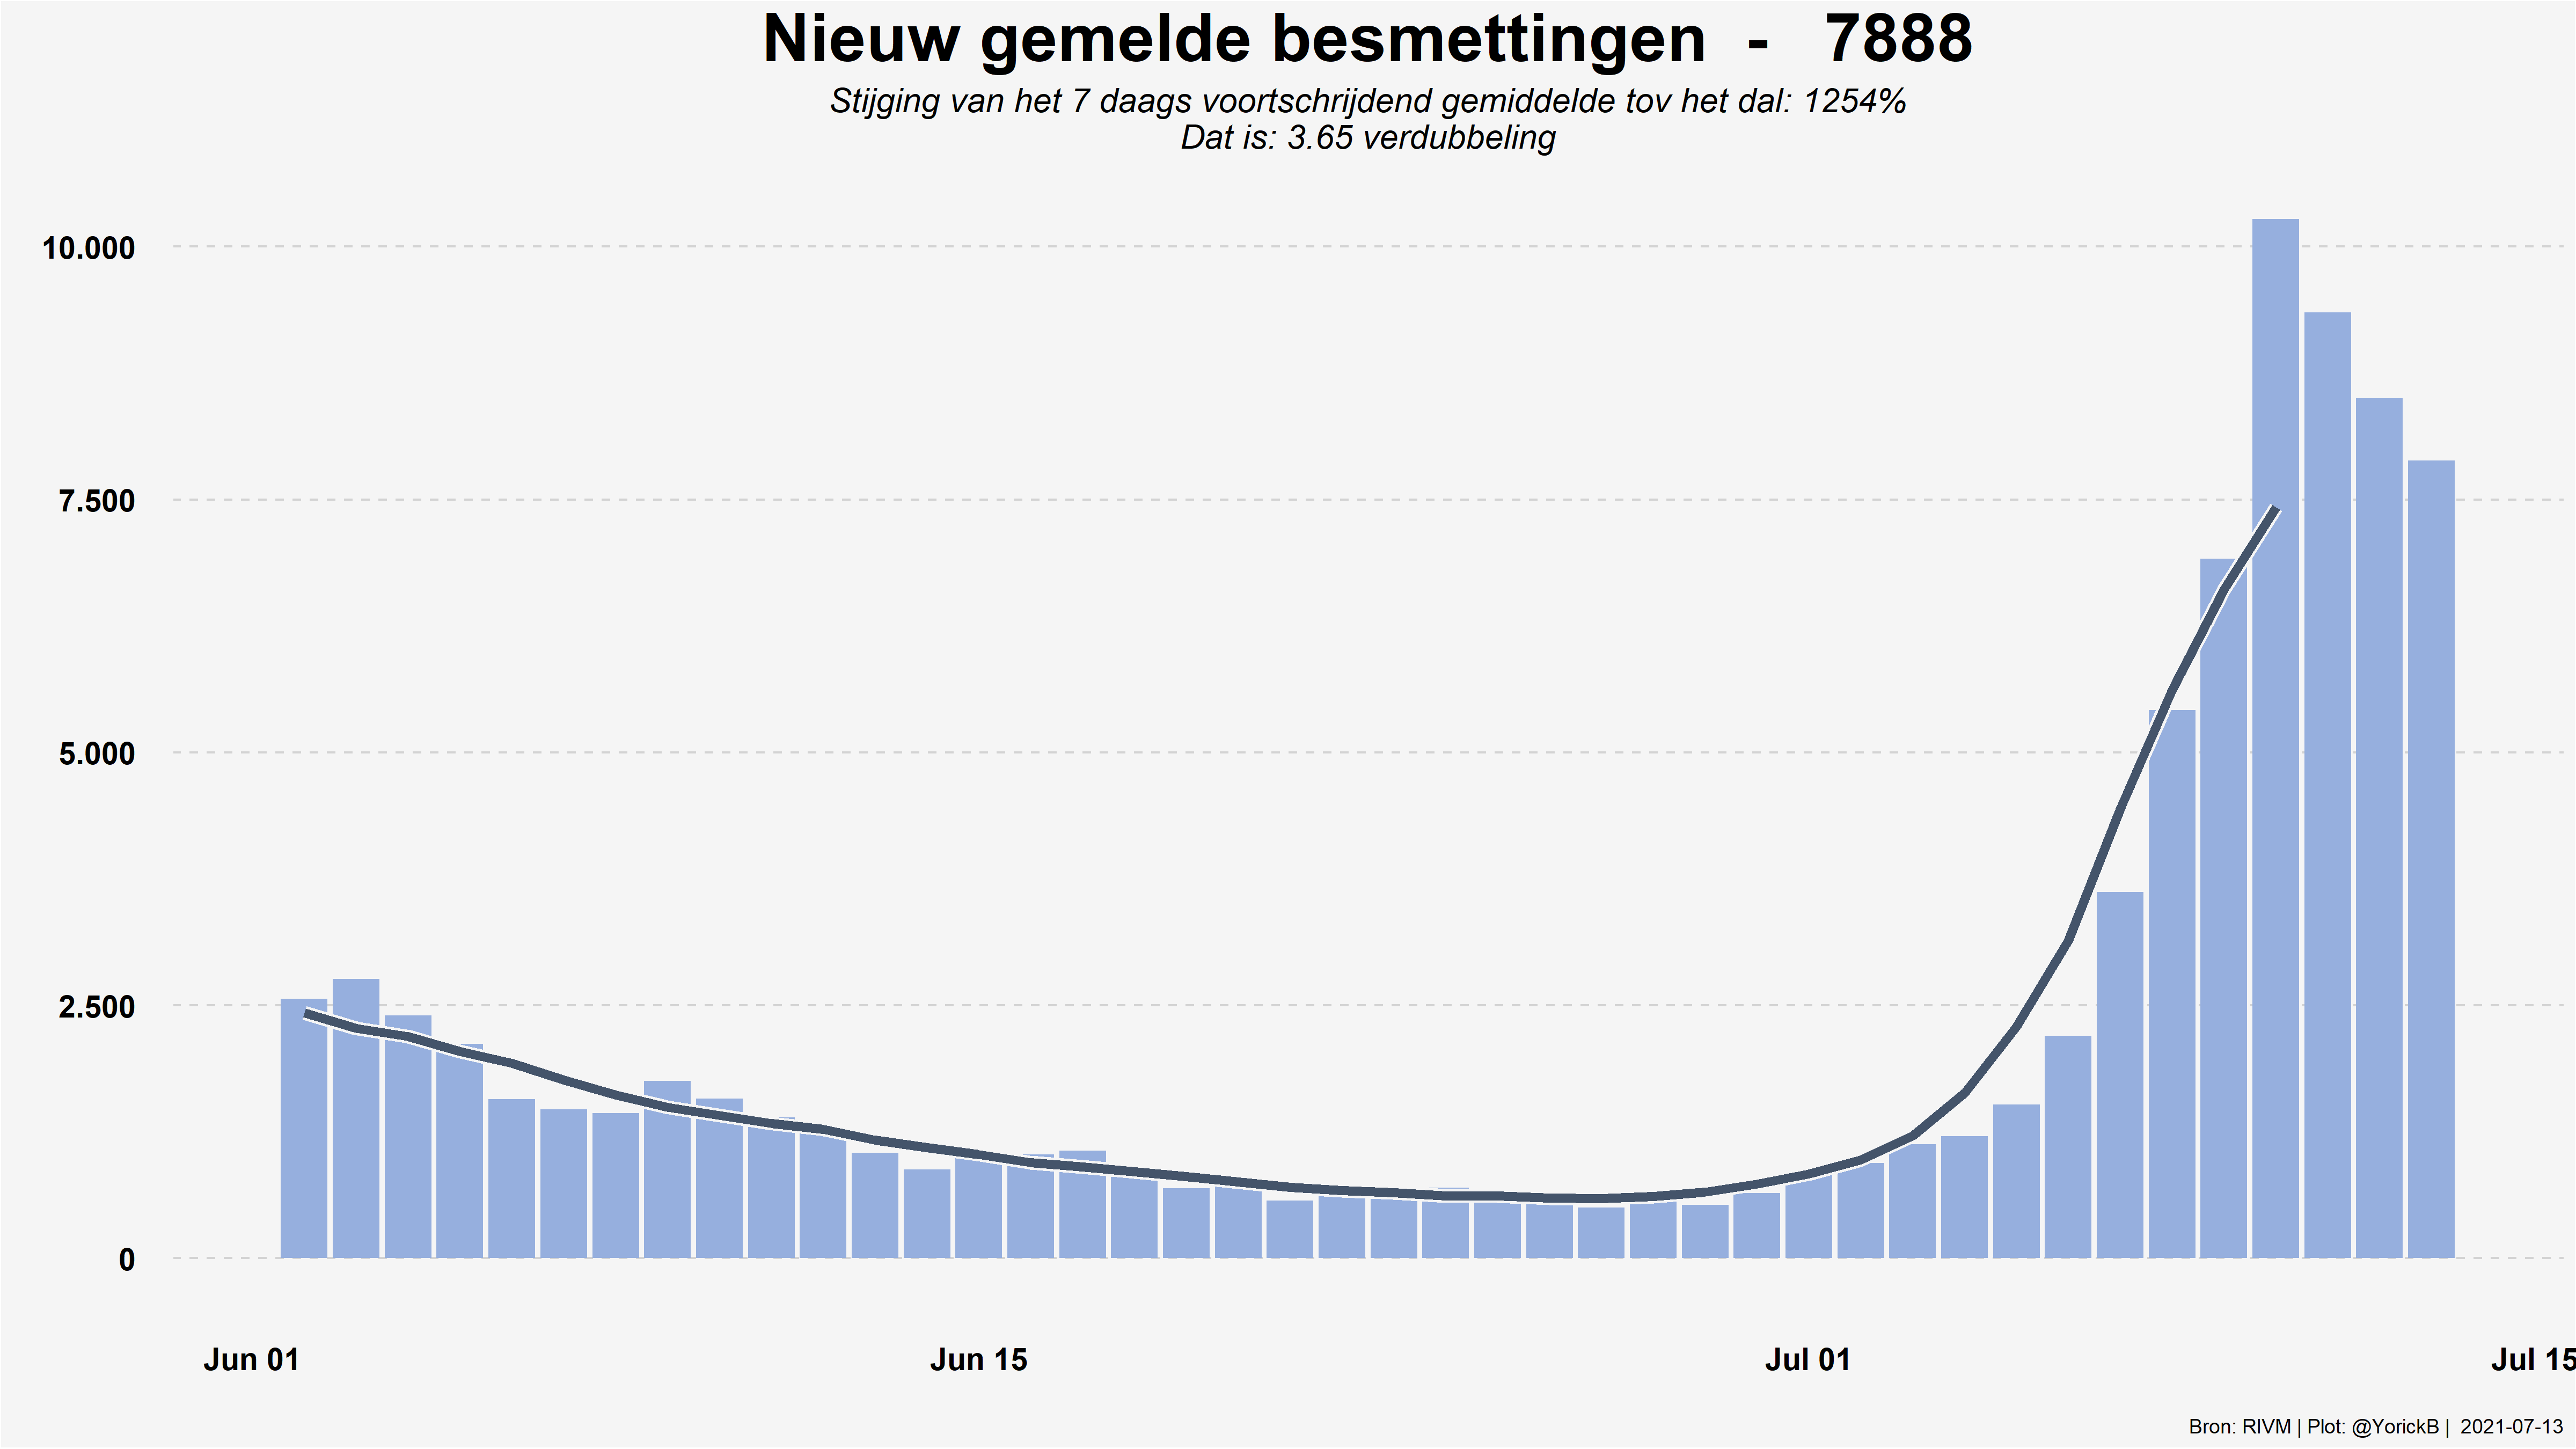 Nieuw gemelde besmettingen - 7888
Stijging van het 7 daags voortschrijdend gemiddelde tov het dal: 1254%
Dat is: 3.65 verdubbeling
10.000
7.500
5.000
2.500
0
Jun 01
Jun 15
Jul 01
Jul 15
Bron: RIVM | Plot: @YorickB | 2021-07-13